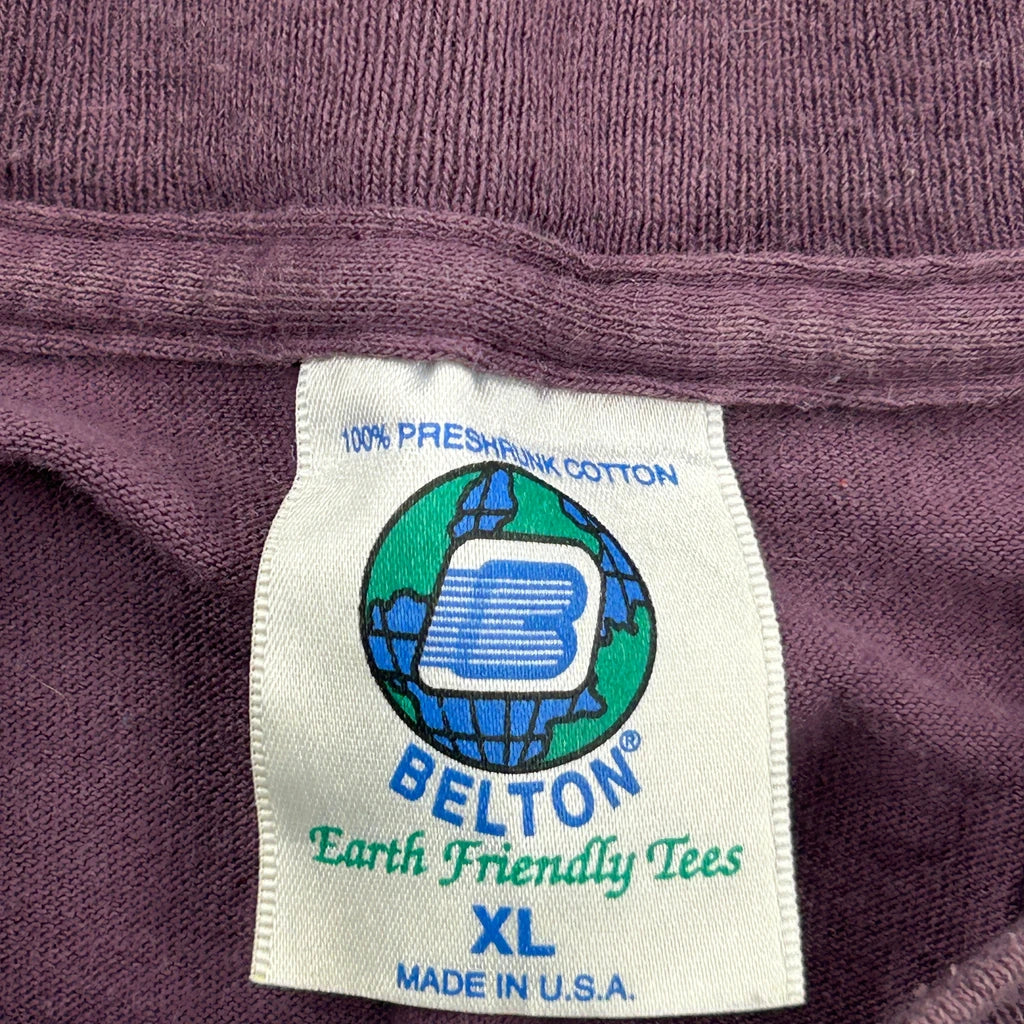 100% PRESHRUNK COTTON
B
BELTON®
Earth Friendly Tees
XL
MADE IN U.S.A.